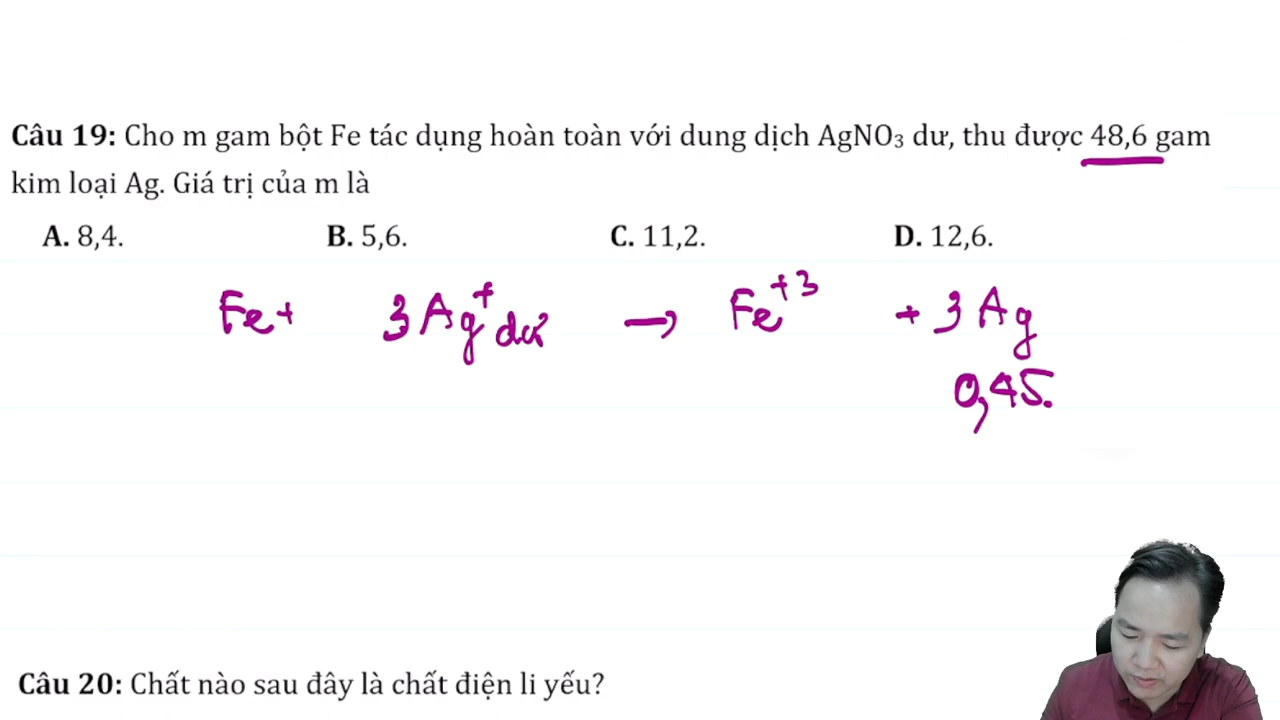 Câu 19: Cho m gam bột Fe tác dụng hoàn toàn với dung dịch AgNO₃ dư, thu được 48,6 gam
kim loại Ag. Giá trị của m là
A. 8,4. B. 5,6. C. 11,2. D. 12,6.
Fe + 3Ag⁺ dư → Fe⁺³ + 3Ag
0,45.
Câu 20: Chất nào sau đây là chất điện li yếu?